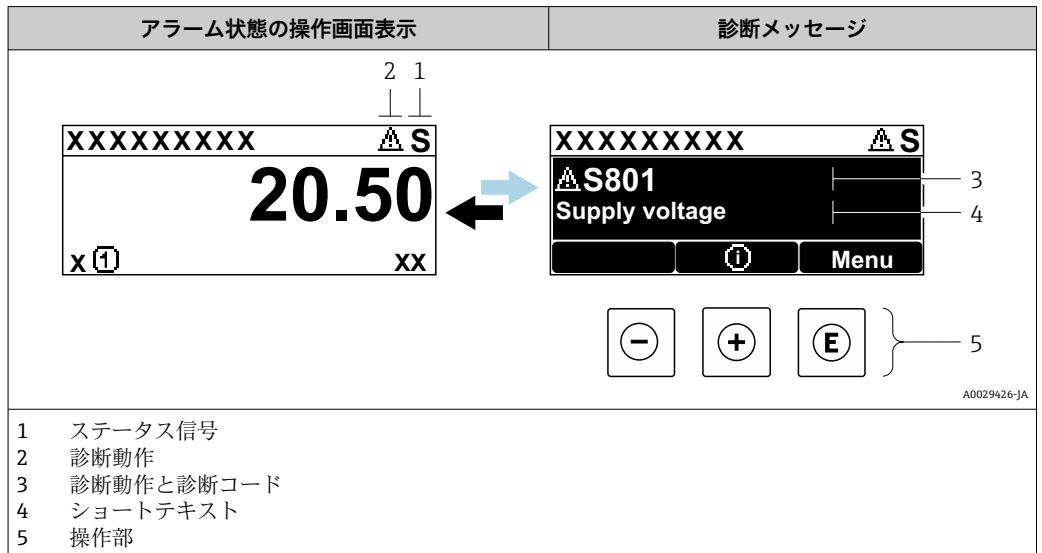 アラーム状態の操作画面表示 診断メッセージ
2 1
XXXXXXXXX ⚠ S XXXXXXXXX ⚠ S
20.50 ⚠S801 3
Supply voltage 4
x ① xx ⓘ Menu
− + E 5
A0029426-JA
1 ステータス信号
2 診断動作
3 診断動作と診断コード
4 ショートテキスト
5 操作部